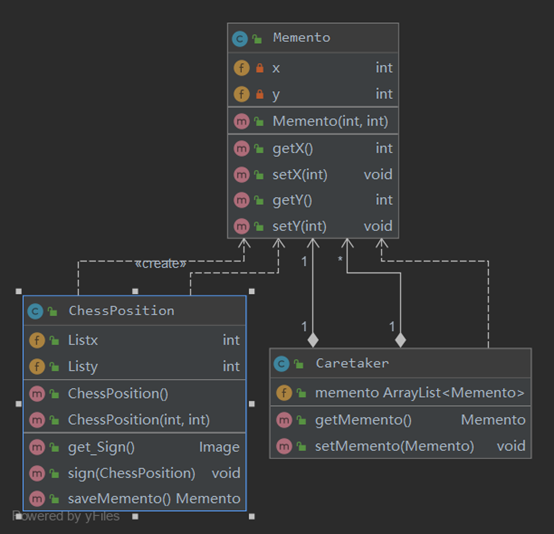 Memento
x int
y int
Memento(int, int)
getX() int
setX(int) void
getY() int
setY(int) void
«create»
1
*
1
1
ChessPosition
Listx int
Listy int
ChessPosition()
ChessPosition(int, int)
get_Sign() Image
sign(ChessPosition) void
saveMemento() Memento
Caretaker
memento ArrayList<Memento>
getMemento() Memento
setMemento(Memento) void
Powered by yFiles